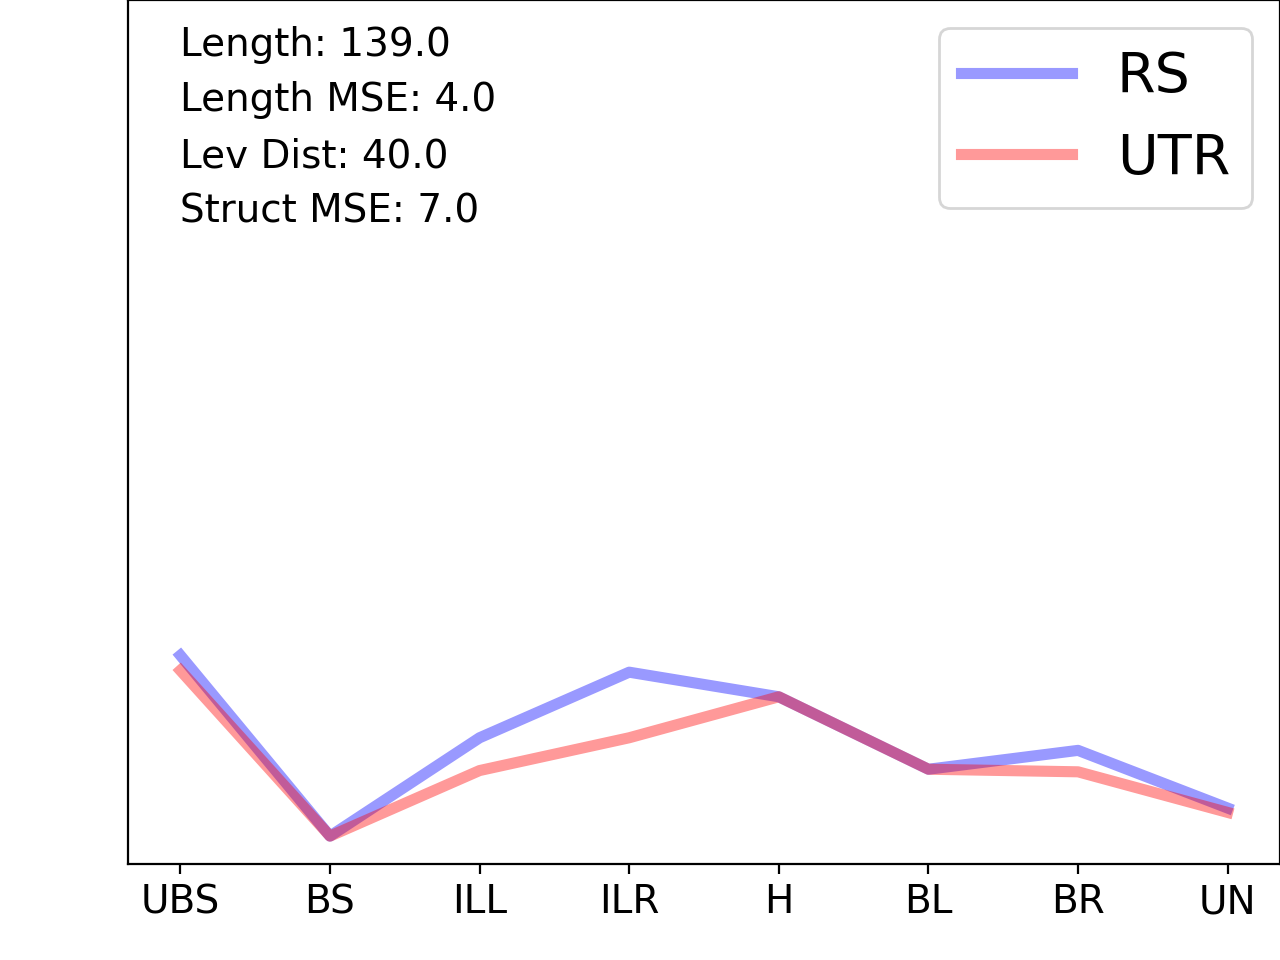 Length: 139.0
Length MSE: 4.0
Lev Dist: 40.0
Struct MSE: 7.0
RS
UTR
UBS BS ILL ILR H BL BR UN